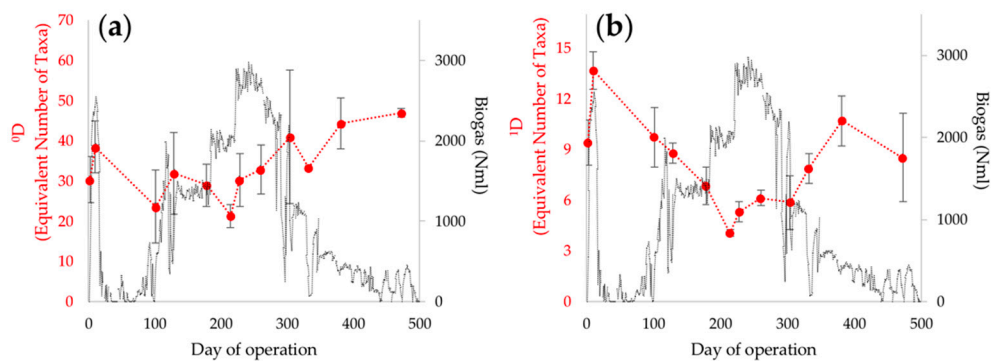 (a)
⁰D
(Equivalent Number of Taxa)
70
60
50
40
30
20
10
0
3000
2000
1000
0
Biogas (Nml)
0 100 200 300 400 500
Day of operation
(b)
¹D
(Equivalent Number of Taxa)
15
12
9
6
3
0
3000
2000
1000
0
Biogas (Nml)
0 100 200 300 400 500
Day of operation